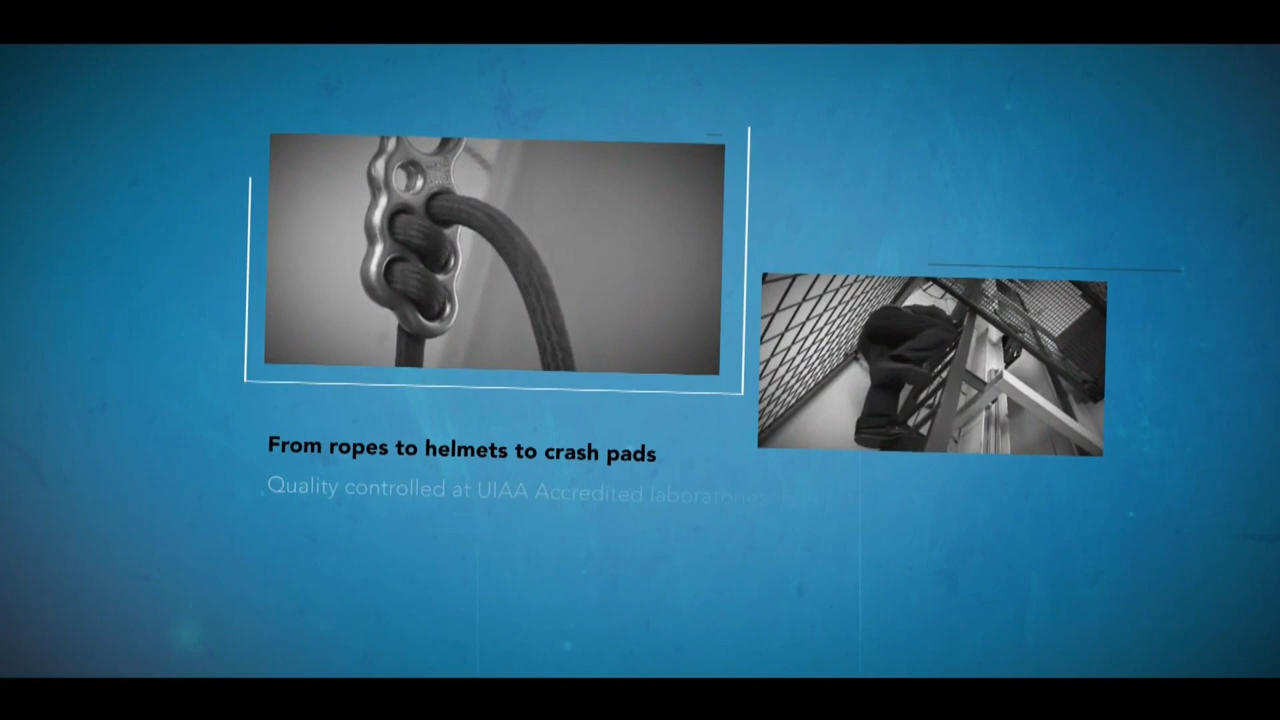 From ropes to helmets to crash pads
Quality controlled at UIAA Accredited laboratories